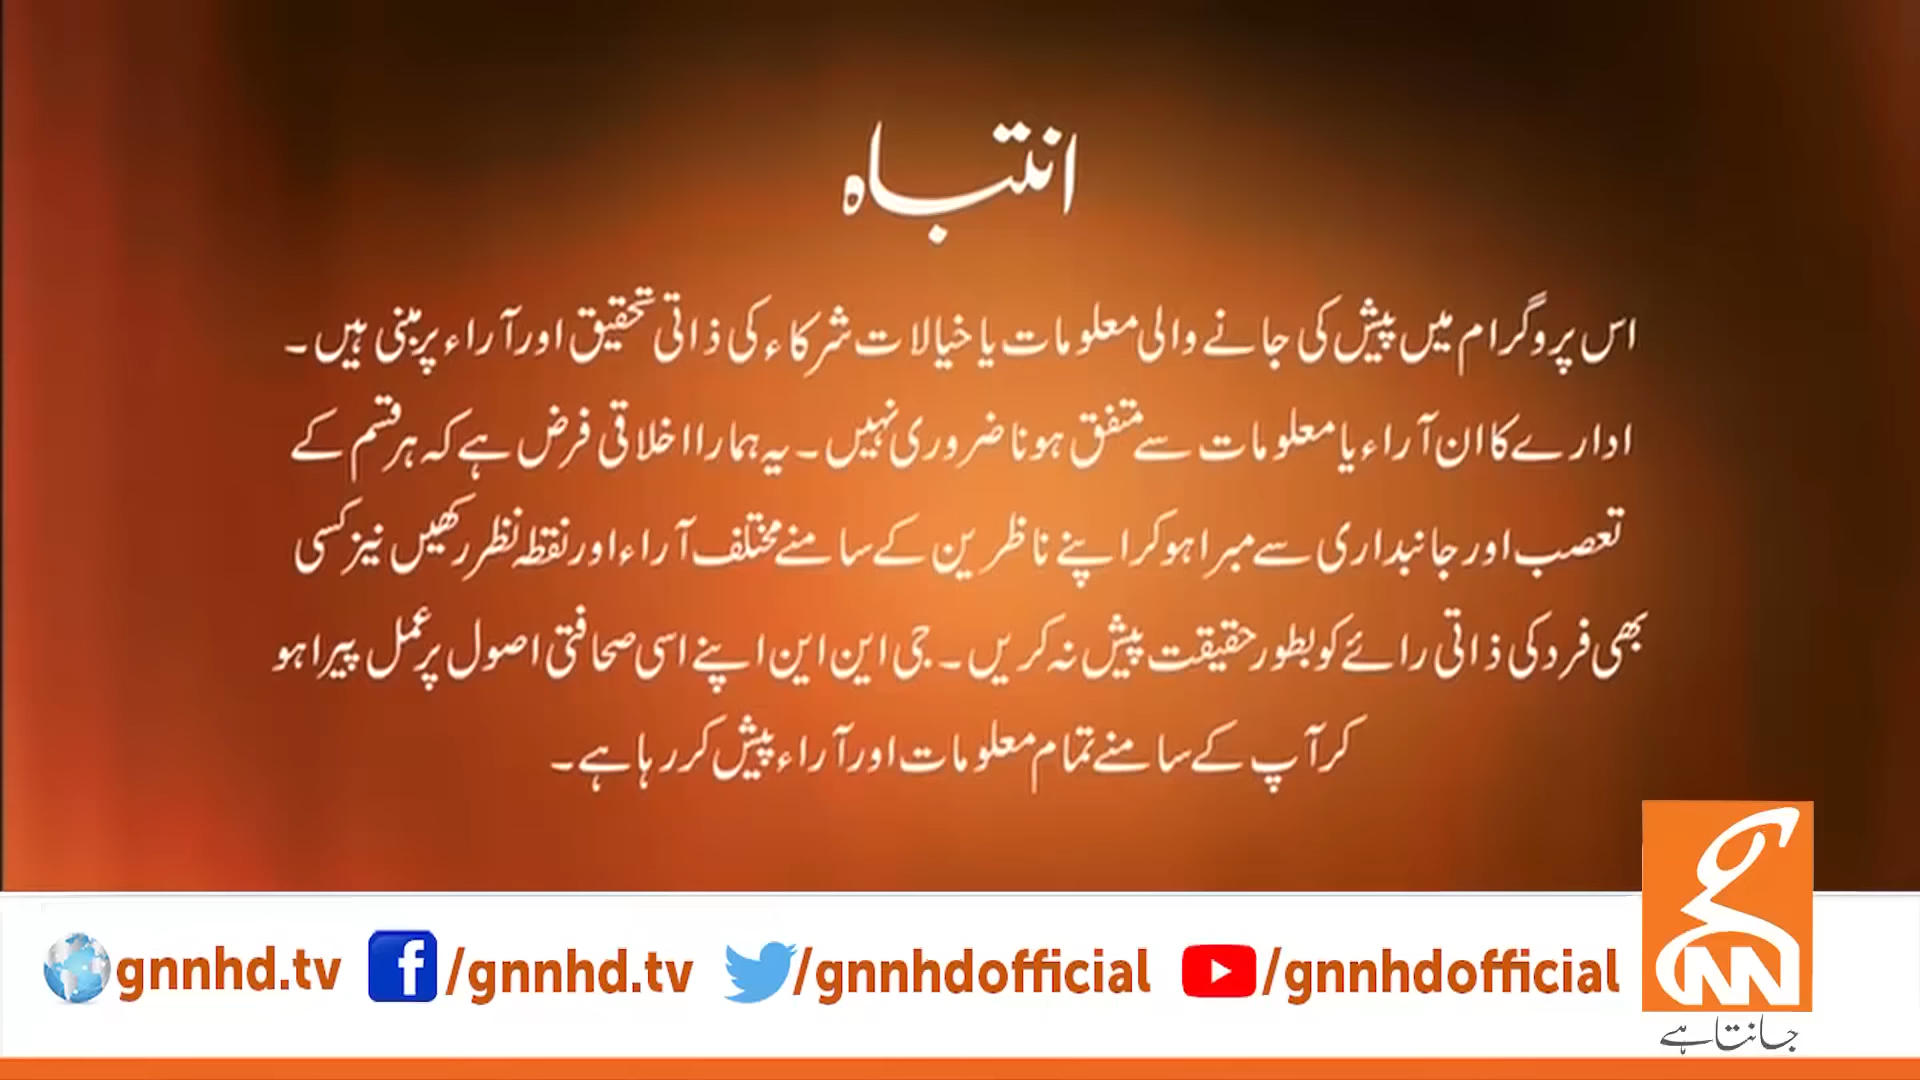 انتباہ
اس پروگرام میں پیش کی جانے والی معلومات یا خیالات شرکاء کی ذاتی تحقیق اور آراء پر مبنی ہیں۔
ادارے کا ان آراء یا معلومات سے متفق ہونا ضروری نہیں۔ یہ ہمارا اخلاقی فرض ہے کہ ہر قسم کے
تعصب اور جانبداری سے مبرا ہو کر اپنے ناظرین کے سامنے مختلف آراء اور نقطہ نظر رکھیں نیز کسی
بھی فرد کی ذاتی رائے کو بطور حقیقت پیش نہ کریں۔ جی این این اپنے اسی صحافتی اصول پر عمل پیرا ہو
کر آپ کے سامنے تمام معلومات اور آراء پیش کر رہا ہے۔
gnnhd.tv /gnnhd.tv /gnnhdofficial /gnnhdofficial
GNN
جانتا ہے